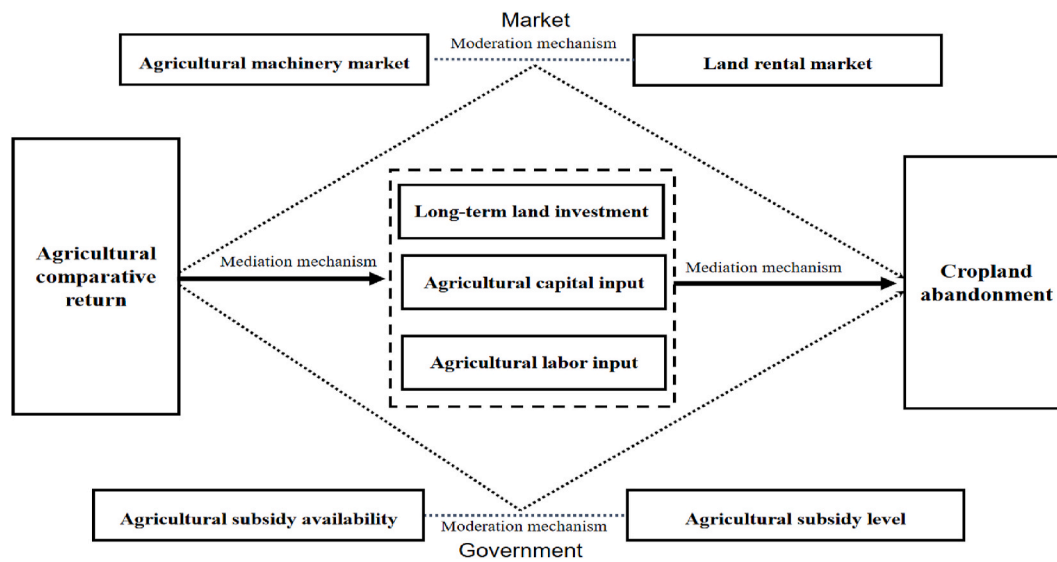 Market
Moderation mechanism
Agricultural machinery market
Land rental market
Long-term land investment
Agricultural
comparative
return
Mediation mechanism
Agricultural capital input
Mediation mechanism
Cropland
abandonment
Agricultural labor input
Agricultural subsidy availability
Moderation mechanism
Agricultural subsidy level
Government